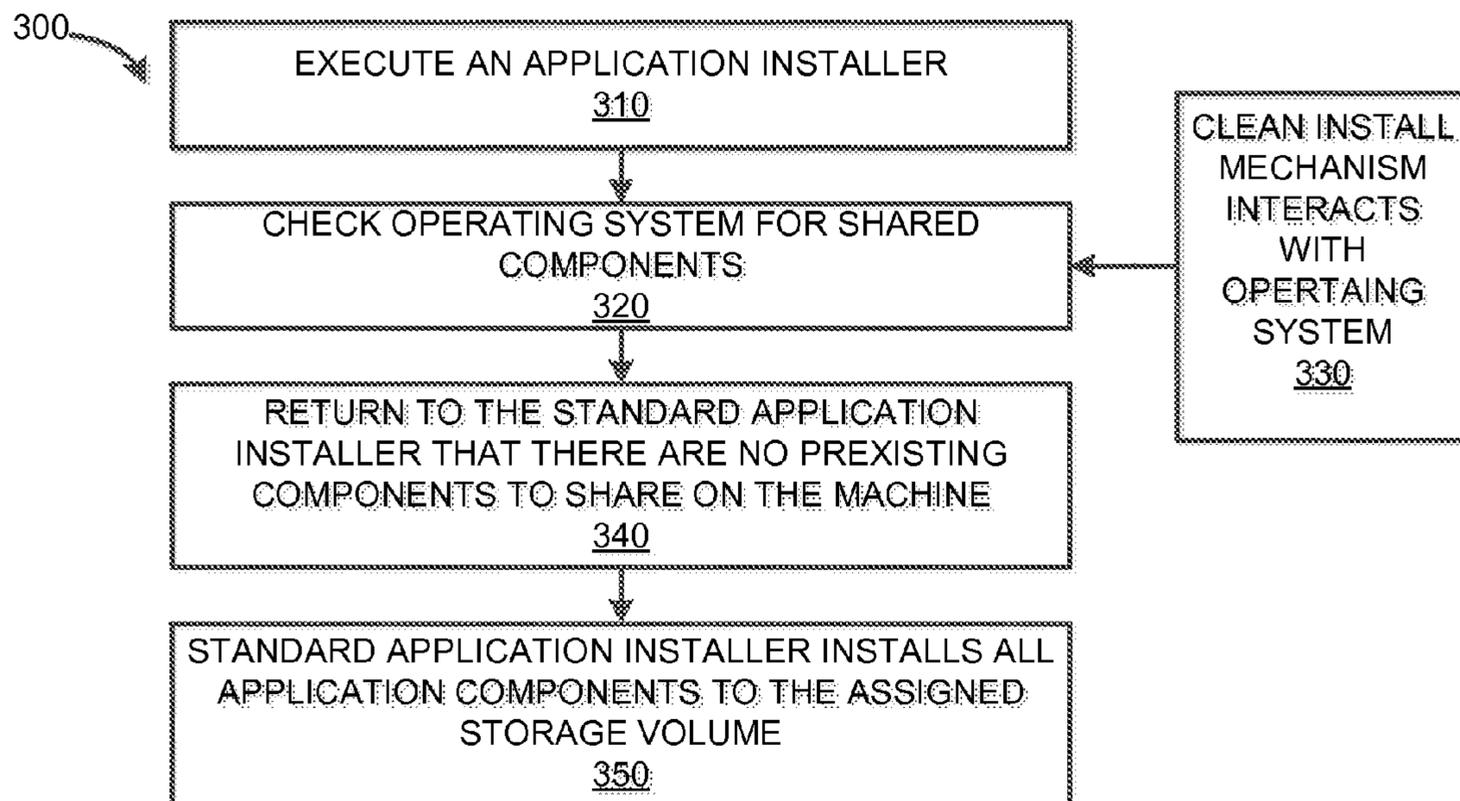 300
EXECUTE AN APPLICATION INSTALLER
310
CHECK OPERATING SYSTEM FOR SHARED
COMPONENTS
320
CLEAN INSTALL
MECHANISM
INTERACTS
WITH
OPERTAING
SYSTEM
330
RETURN TO THE STANDARD APPLICATION
INSTALLER THAT THERE ARE NO PREXISTING
COMPONENTS TO SHARE ON THE MACHINE
340
STANDARD APPLICATION INSTALLER INSTALLS ALL
APPLICATION COMPONENTS TO THE ASSIGNED
STORAGE VOLUME
350